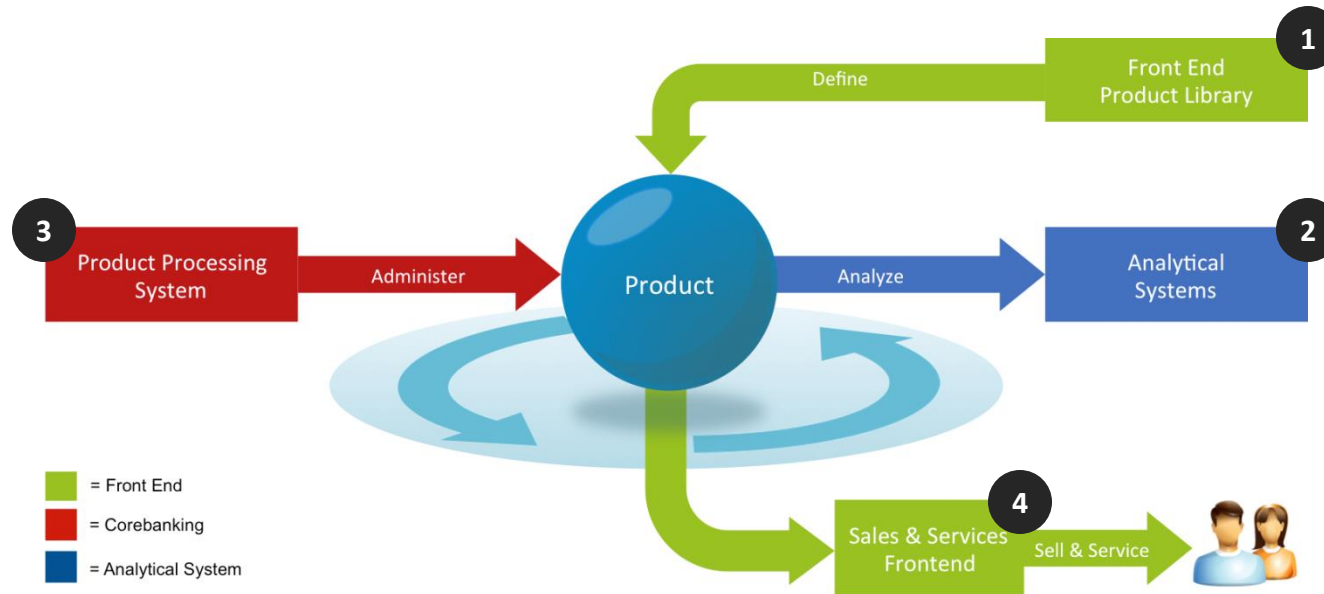 1
Define
Front End
Product Library
3
2
Product Processing
System
Administer
Product
Analyze
Analytical
Systems
= Front End
= Corebanking
= Analytical System
4
Sales & Services
Frontend
Sell & Service